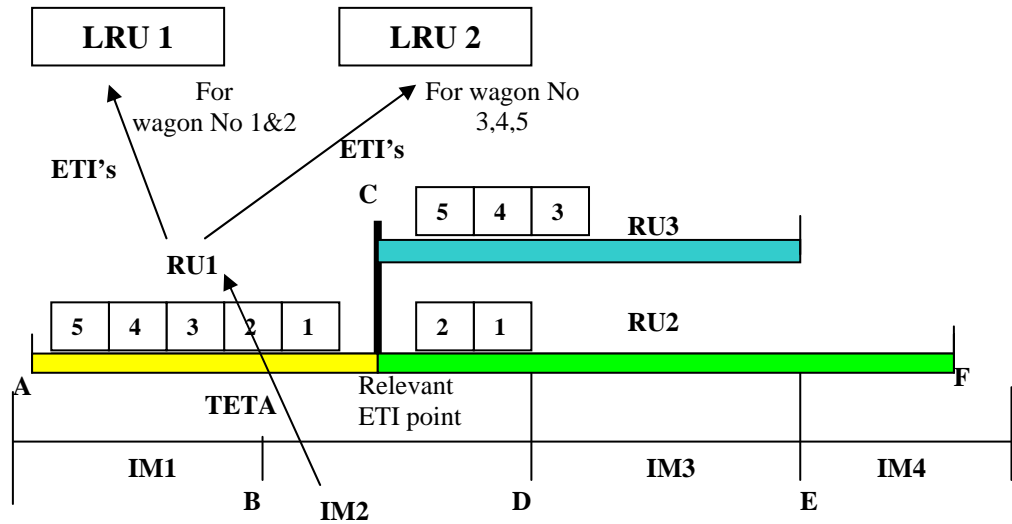 LRU 1
LRU 2
For
wagon No 1&2
For wagon No
3,4,5
ETI's
ETI's
C
5 4 3
RU3
RU1
5 4 3 2 1
2 1
RU2
A
Relevant
ETI point
F
TETA
IM1
IM3
IM4
B
IM2
D
E